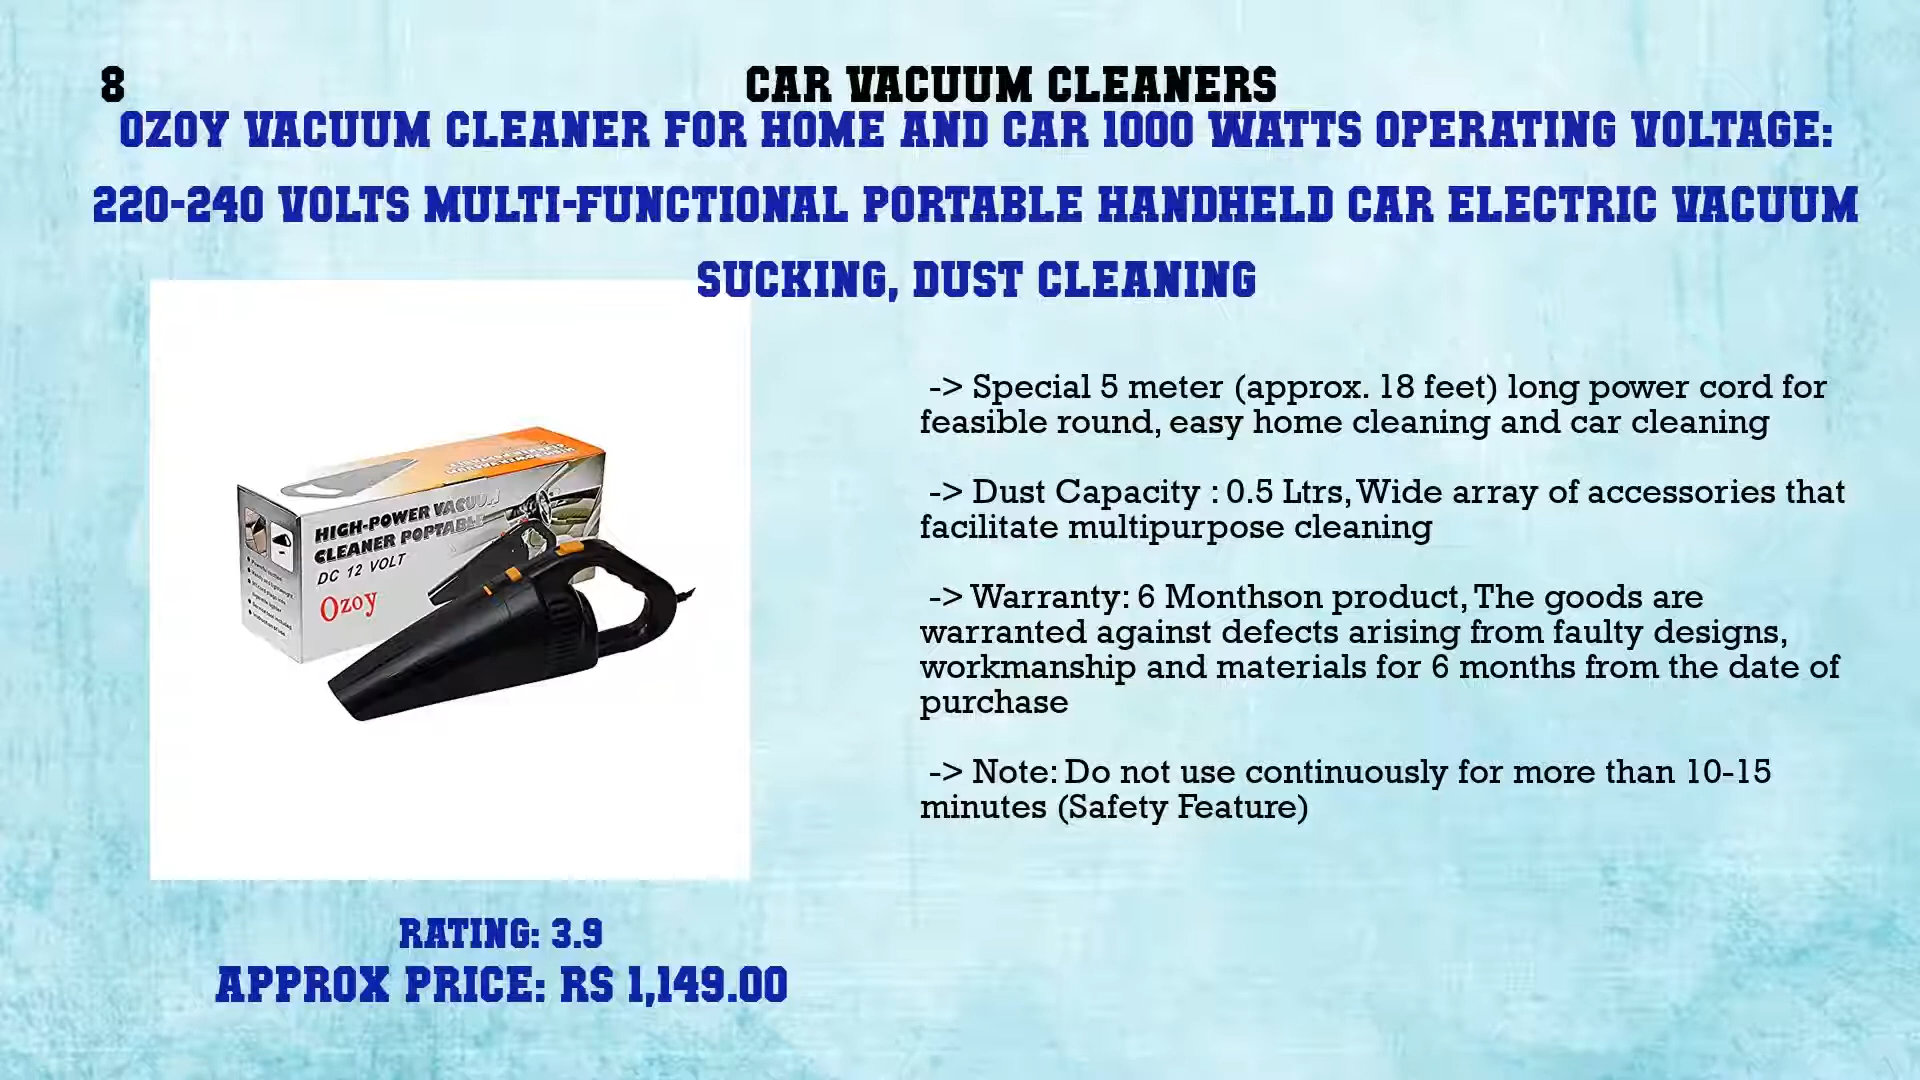 8
CAR VACUUM CLEANERS
OZOY VACUUM CLEANER FOR HOME AND CAR 1000 WATTS OPERATING VOLTAGE:
220-240 VOLTS MULTI-FUNCTIONAL PORTABLE HANDHELD CAR ELECTRIC VACUUM
SUCKING, DUST CLEANING
HIGH-POWER VACUUM
CLEANER POPTABLE
DC 12 VOLT
Ozoy
-> Special 5 meter (approx. 18 feet) long power cord for
feasible round, easy home cleaning and car cleaning
-> Dust Capacity : 0.5 Ltrs, Wide array of accessories that
facilitate multipurpose cleaning
-> Warranty: 6 Monthson product, The goods are
warranted against defects arising from faulty designs,
workmanship and materials for 6 months from the date of
purchase
-> Note: Do not use continuously for more than 10-15
minutes (Safety Feature)
RATING: 3.9
APPROX PRICE: RS 1,149.00